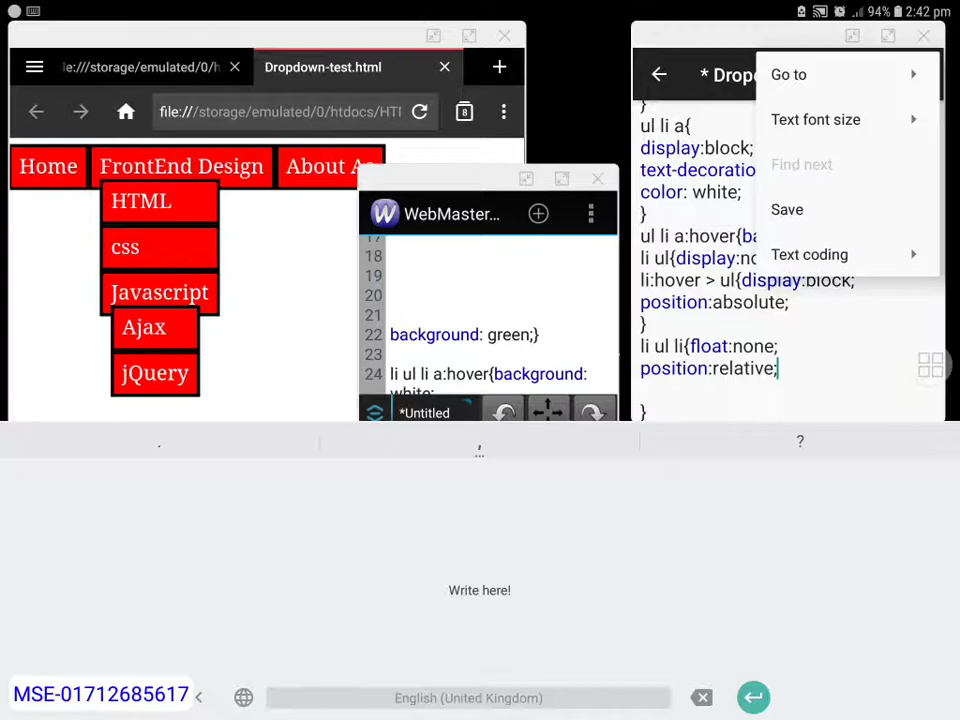 94% 2:42 pm
le:///storage/emulated/0/h
Dropdown-test.html
file:///storage/emulated/0/htdocs/HTI
8
Home
FrontEnd Design
About
HTML
css
Javascript
Ajax
jQuery
WebMaster...
17
18
19
20
21
22 background: green;}
23
24 li ul li a:hover{background:
white;
*Untitled
* Drop
}
ul li a{
display:block;
text-decoratio
color: white;
}
ul li a:hover{ba
li ul{display:no
li:hover > ul{display:block;
position:absolute;
}
li ul li{float:none;
position:relative;
}
Go to
Text font size
Find next
Save
Text coding
. , ?
...
Write here!
MSE-01712685617
English (United Kingdom)